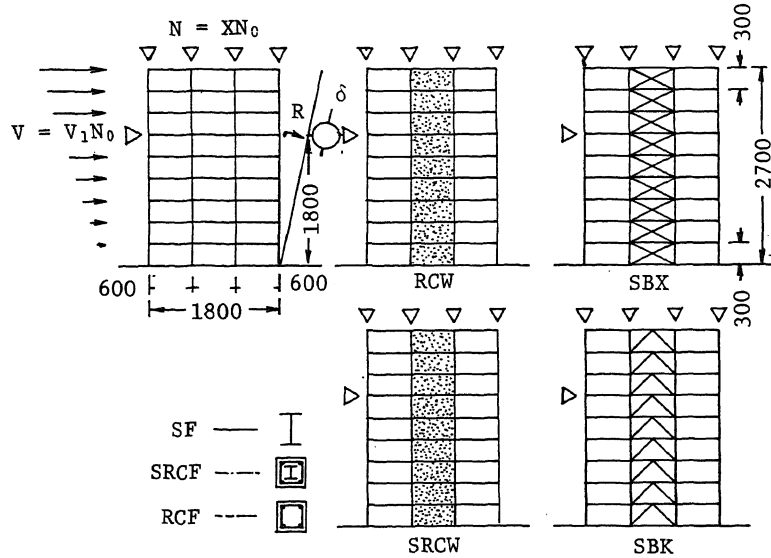 N = XN₀
V = V₁N₀
R
δ
1800
600
600
1800
RCW
SBX
300
2700
300
SF
SRCF
RCF
SRCW
SBK